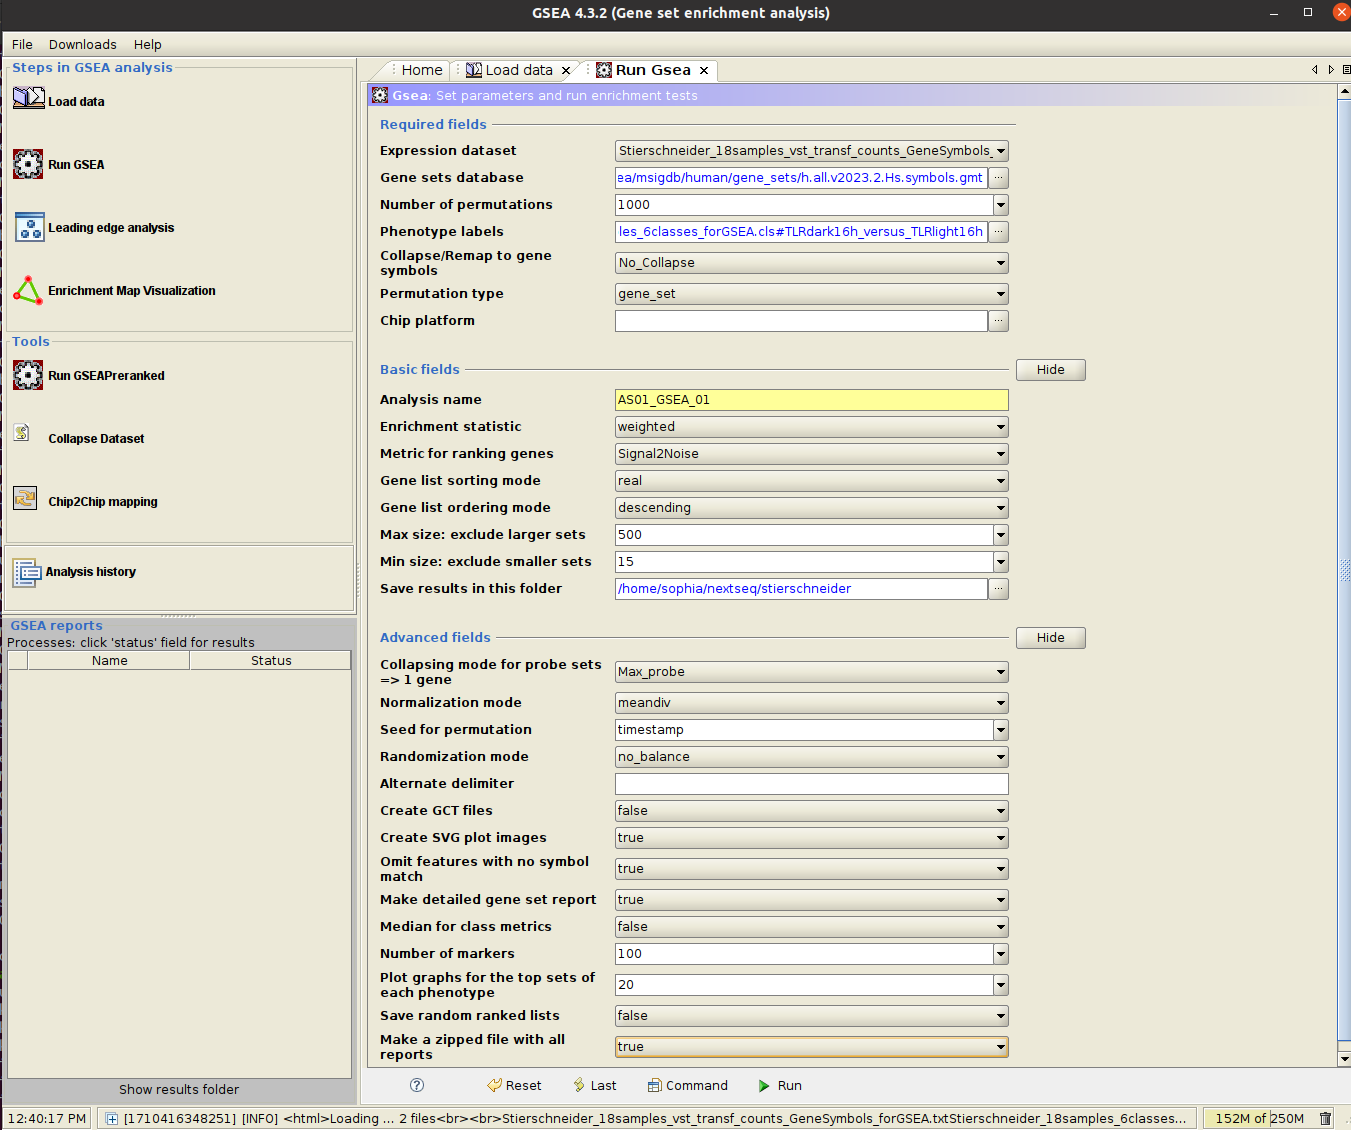 GSEA 4.3.2 (Gene set enrichment analysis)
File Downloads Help
Steps in GSEA analysis
Load data
Run GSEA
Leading edge analysis
Enrichment Map Visualization
Tools
Run GSEAPreranked
Collapse Dataset
Chip2Chip mapping
Analysis history
GSEA reports
Processes: click 'status' field for results
Name Status
Show results folder
Home Load data Run Gsea
Gsea: Set parameters and run enrichment tests
Required fields
Expression dataset Stierschneider_18samples_vst_transf_counts_GeneSymbols_
Gene sets database ea/msigdb/human/gene_sets/h.all.v2023.2.Hs.symbols.gmt ...
Number of permutations 1000
Phenotype labels les_6classes_forGSEA.cls#TLRdark16h_versus_TLRlight16h ...
Collapse/Remap to gene
symbols No_Collapse
Permutation type gene_set
Chip platform ...
Basic fields Hide
Analysis name AS01_GSEA_01
Enrichment statistic weighted
Metric for ranking genes Signal2Noise
Gene list sorting mode real
Gene list ordering mode descending
Max size: exclude larger sets 500
Min size: exclude smaller sets 15
Save results in this folder /home/sophia/nextseq/stierschneider ...
Advanced fields Hide
Collapsing mode for probe sets
=> 1 gene Max_probe
Normalization mode meandiv
Seed for permutation timestamp
Randomization mode no_balance
Alternate delimiter
Create GCT files false
Create SVG plot images true
Omit features with no symbol
match true
Make detailed gene set report true
Median for class metrics false
Number of markers 100
Plot graphs for the top sets of
each phenotype 20
Save random ranked lists false
Make a zipped file with all
reports true
? Reset Last Command Run
12:40:17 PM [1710416348251] [INFO] <html>Loading ... 2 files<br><br>Stierschneider_18samples_vst_transf_counts_GeneSymbols_forGSEA.txtStierschneider_18samples_6classes... 152M of 250M